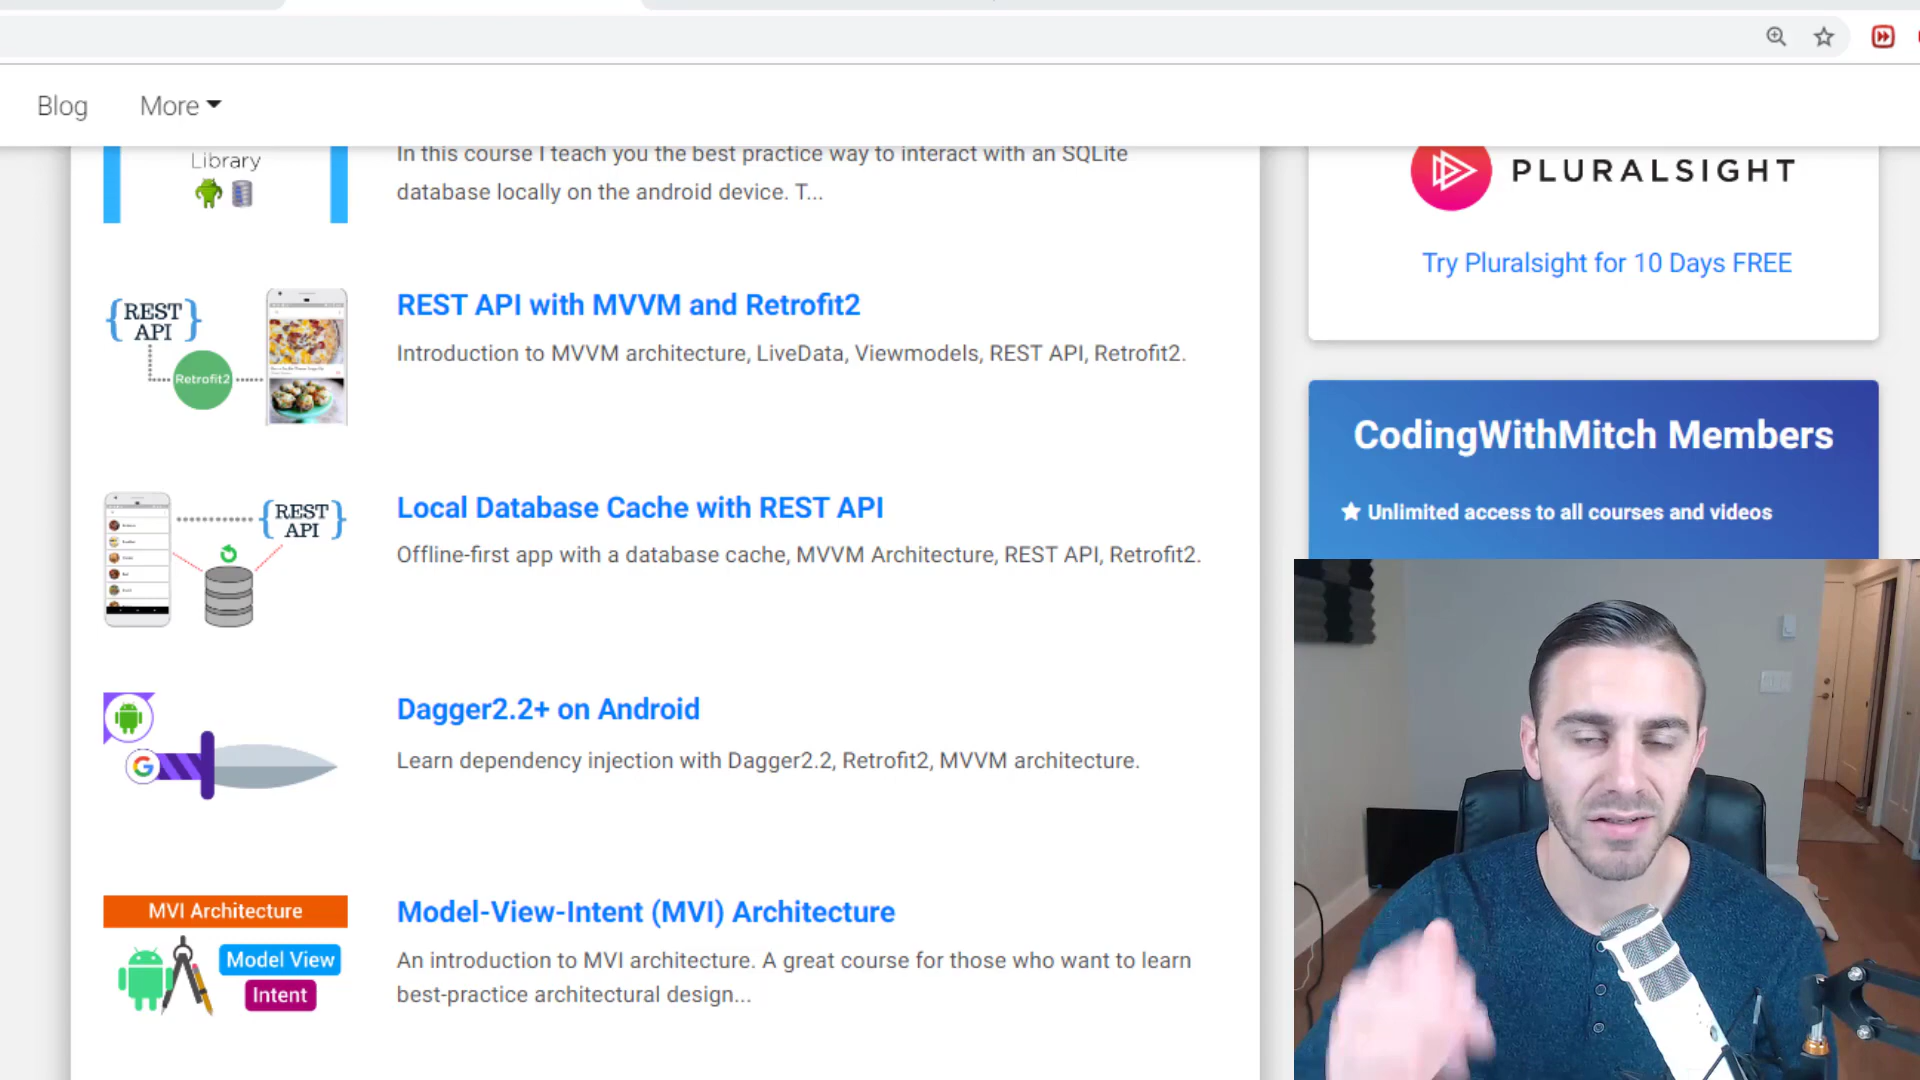 Blog
More
Library
In this course I teach you the best practice way to interact with an SQLite
database locally on the android device. T...
PLURALSIGHT
Try Pluralsight for 10 Days FREE
{REST
API}
Retrofit2
REST API with MVVM and Retrofit2
Introduction to MVVM architecture, LiveData, Viewmodels, REST API, Retrofit2.
CodingWithMitch Members
Unlimited access to all courses and videos
{REST
API}
Local Database Cache with REST API
Offline-first app with a database cache, MVVM Architecture, REST API, Retrofit2.
G
Dagger2.2+ on Android
Learn dependency injection with Dagger2.2, Retrofit2, MVVM architecture.
MVI Architecture
Model View
Intent
Model-View-Intent (MVI) Architecture
An introduction to MVI architecture. A great course for those who want to learn
best-practice architectural design...